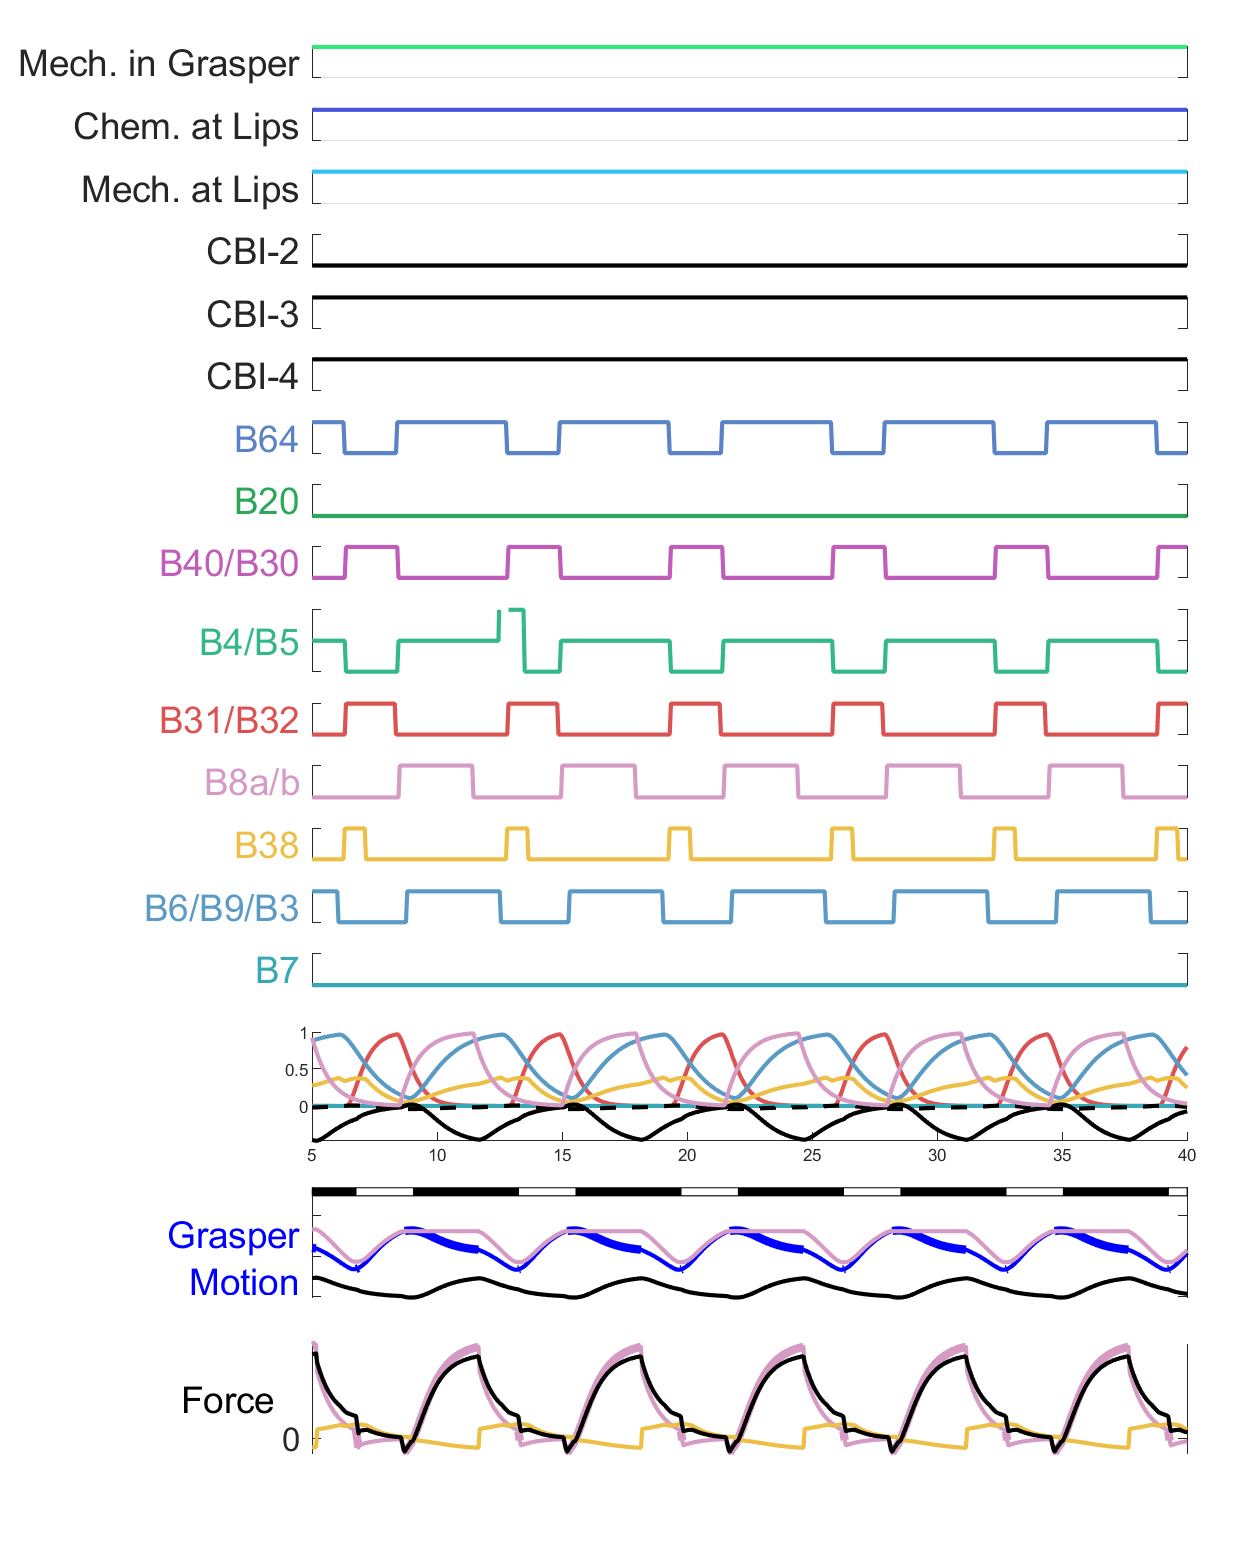 Mech. in Grasper
Chem. at Lips
Mech. at Lips
CBI-2
CBI-3
CBI-4
B64
B20
B40/B30
B4/B5
B31/B32
B8a/b
B38
B6/B9/B3
B7
1
0.5
0
5 10 15 20 25 30 35 40
Grasper
Motion
Force
0